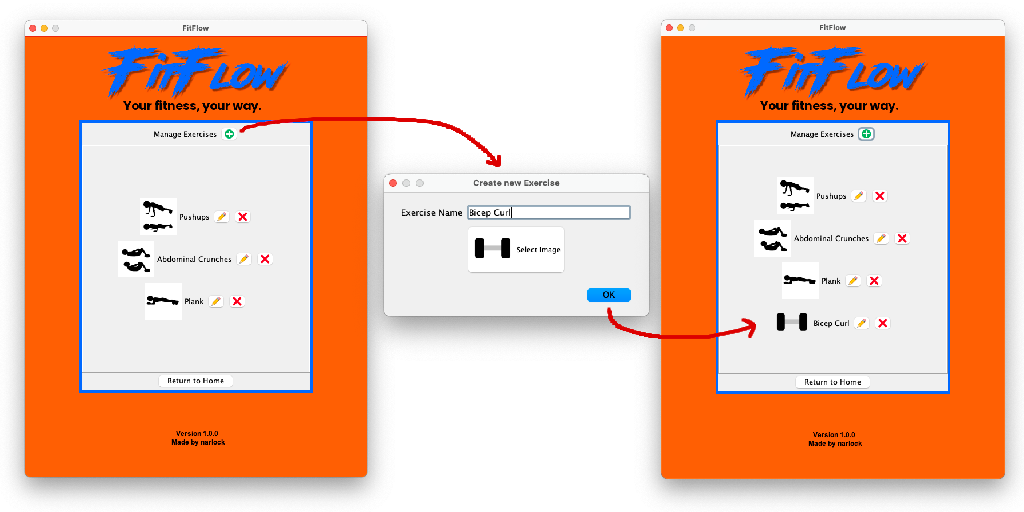 FitFlow
FitFlow
Your fitness, your way.
Manage Exercises
Pushups
Abdominal Crunches
Plank
Return to Home
Version 1.0.0
Made by narlock
Create new Exercise
Exercise Name Bicep Curl
Select Image
OK
FitFlow
FitFlow
Your fitness, your way.
Manage Exercises
Pushups
Abdominal Crunches
Plank
Bicep Curl
Return to Home
Version 1.0.0
Made by narlock